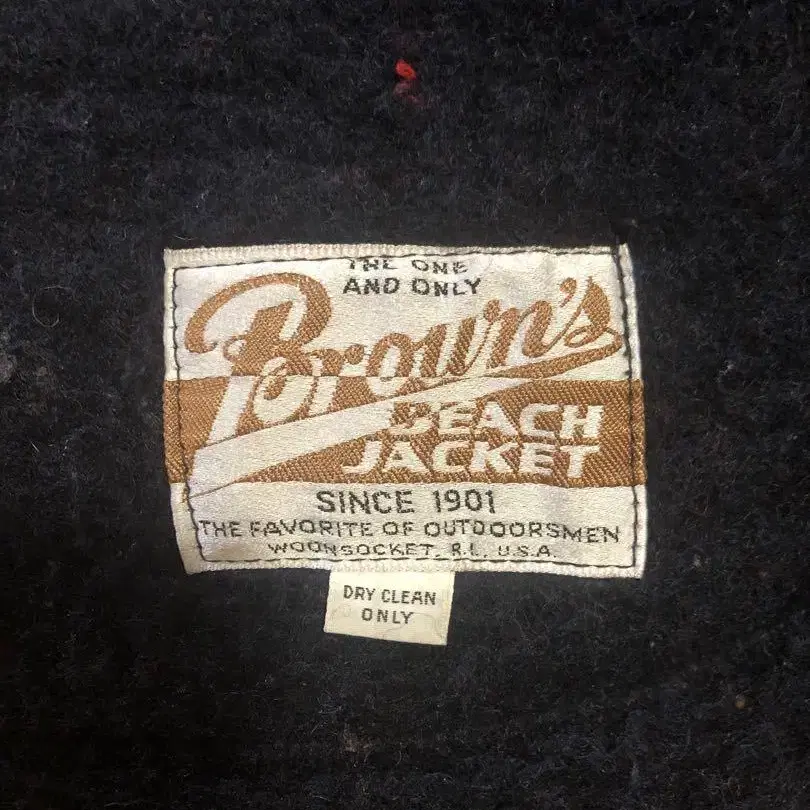 THE ONE
AND ONLY
Brown's
BEACH
JACKET
SINCE 1901
THE FAVORITE OF OUTDOORSMEN
WOONSOCKET, R.I., U.S.A.
DRY CLEAN
ONLY